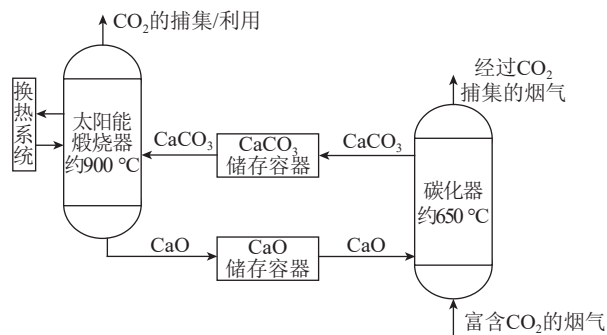 CO₂的捕集/利用
换热系统
太阳能
煅烧器
约900 °C
CaCO₃
CaCO₃
储存容器
CaCO₃
经过CO₂
捕集的烟气
碳化器
约650 °C
CaO
CaO
储存容器
CaO
富含CO₂的烟气